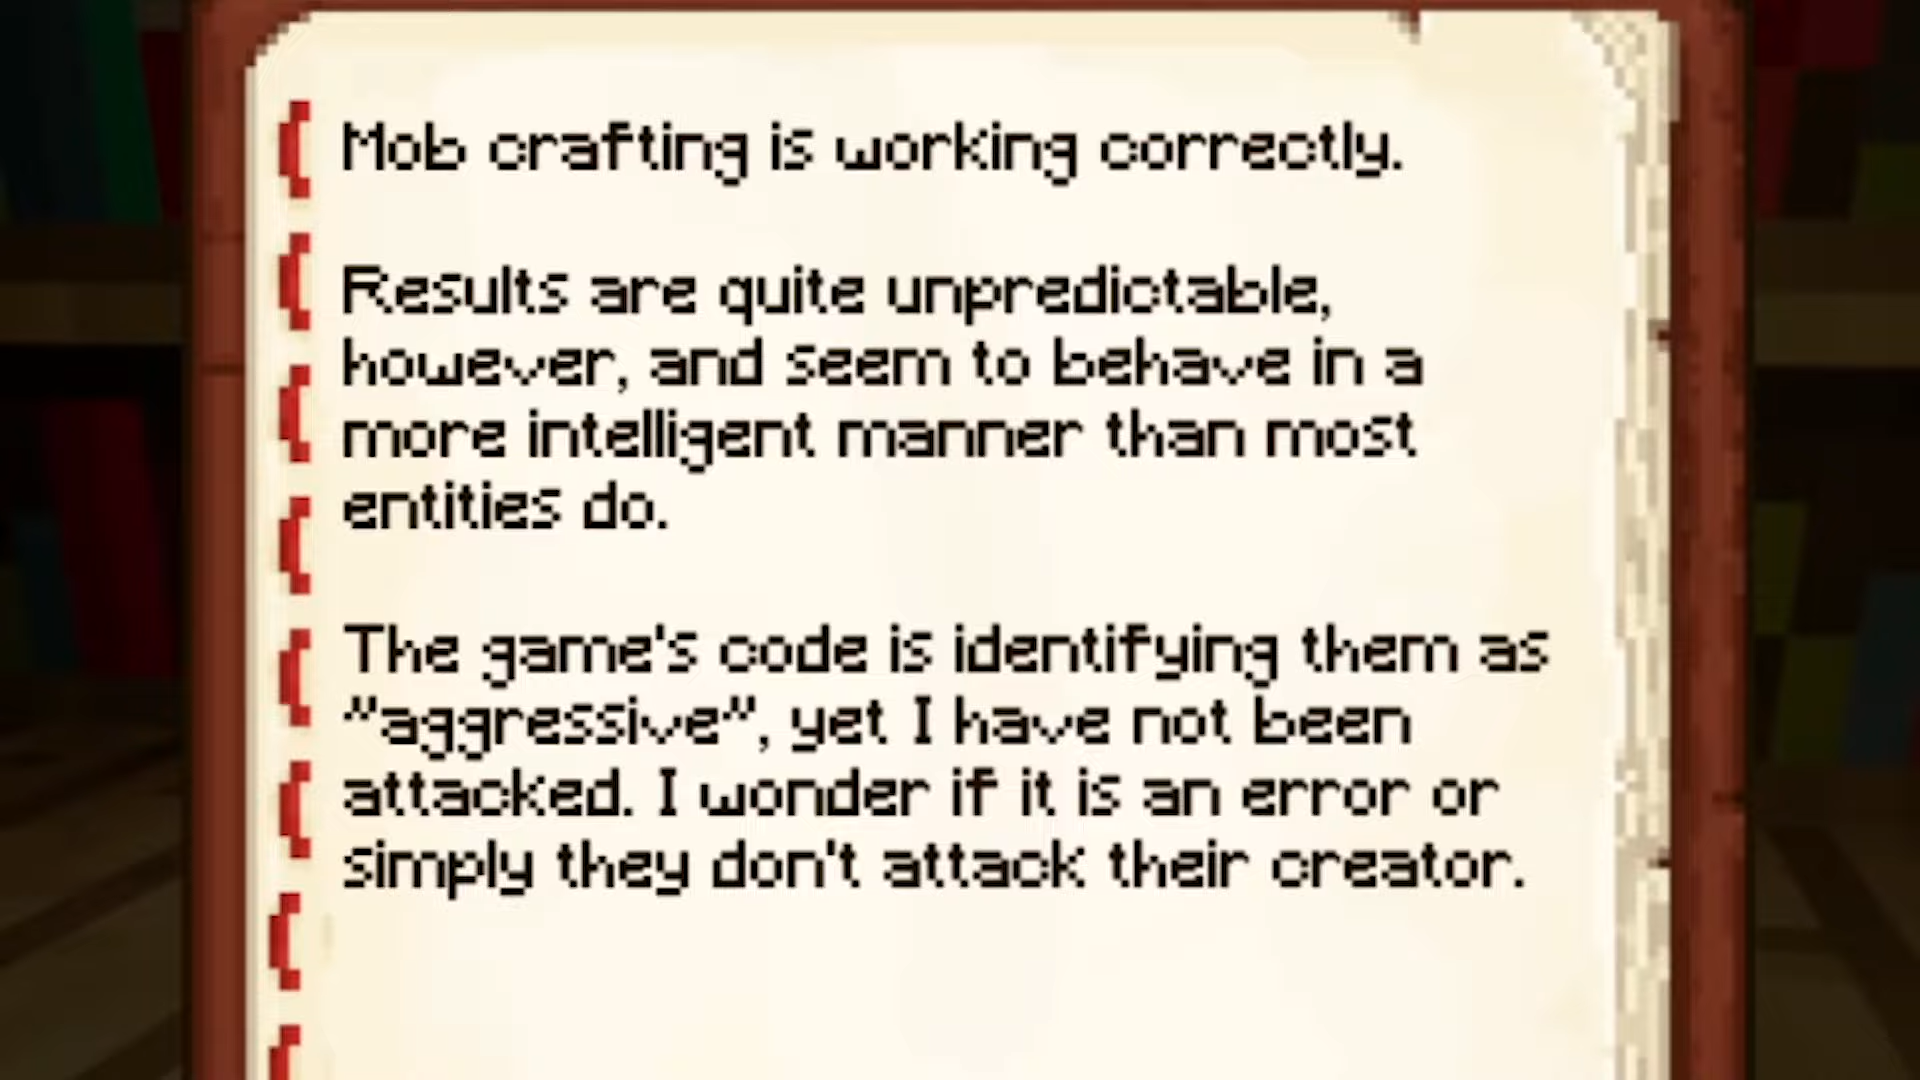 Mob crafting is working correctly.
Results are quite unpredictable,
however, and seem to behave in a
more intelligent manner than most
entities do.
The game's code is identifying them as
"aggressive", yet I have not been
attacked. I wonder if it is an error or
simply they don't attack their creator.